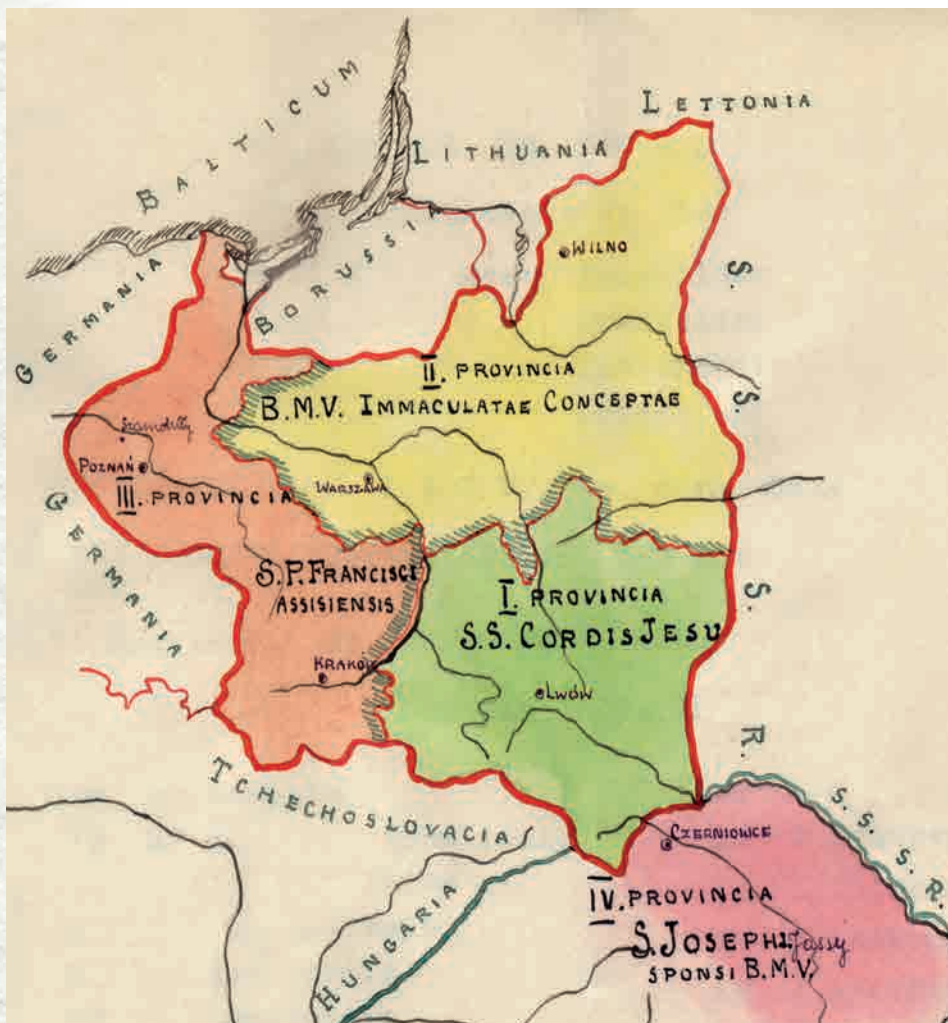 LETTONIA
LITHUANIA
BALTICUM
BORUSSIA
GERMANIA
WILNO
S. S. S. R.
II. PROVINCIA
B.M.V. IMMACULATAE CONCEPTAE
Szamotuły
POZNAŃ
WARSZAWA
III. PROVINCIA
GERMANIA
S.P. FRANCISCI
ASSISIENSIS
I. PROVINCIA
S.S. CORDIS JESU
KRAKÓW
LWÓW
TCHECHOSLOVACIA
S.S.S.R.
CZERNIOWCE
HUNGARIA
IV. PROVINCIA
S. JOSEPHI
Jassy
SPONSI B.M.V.